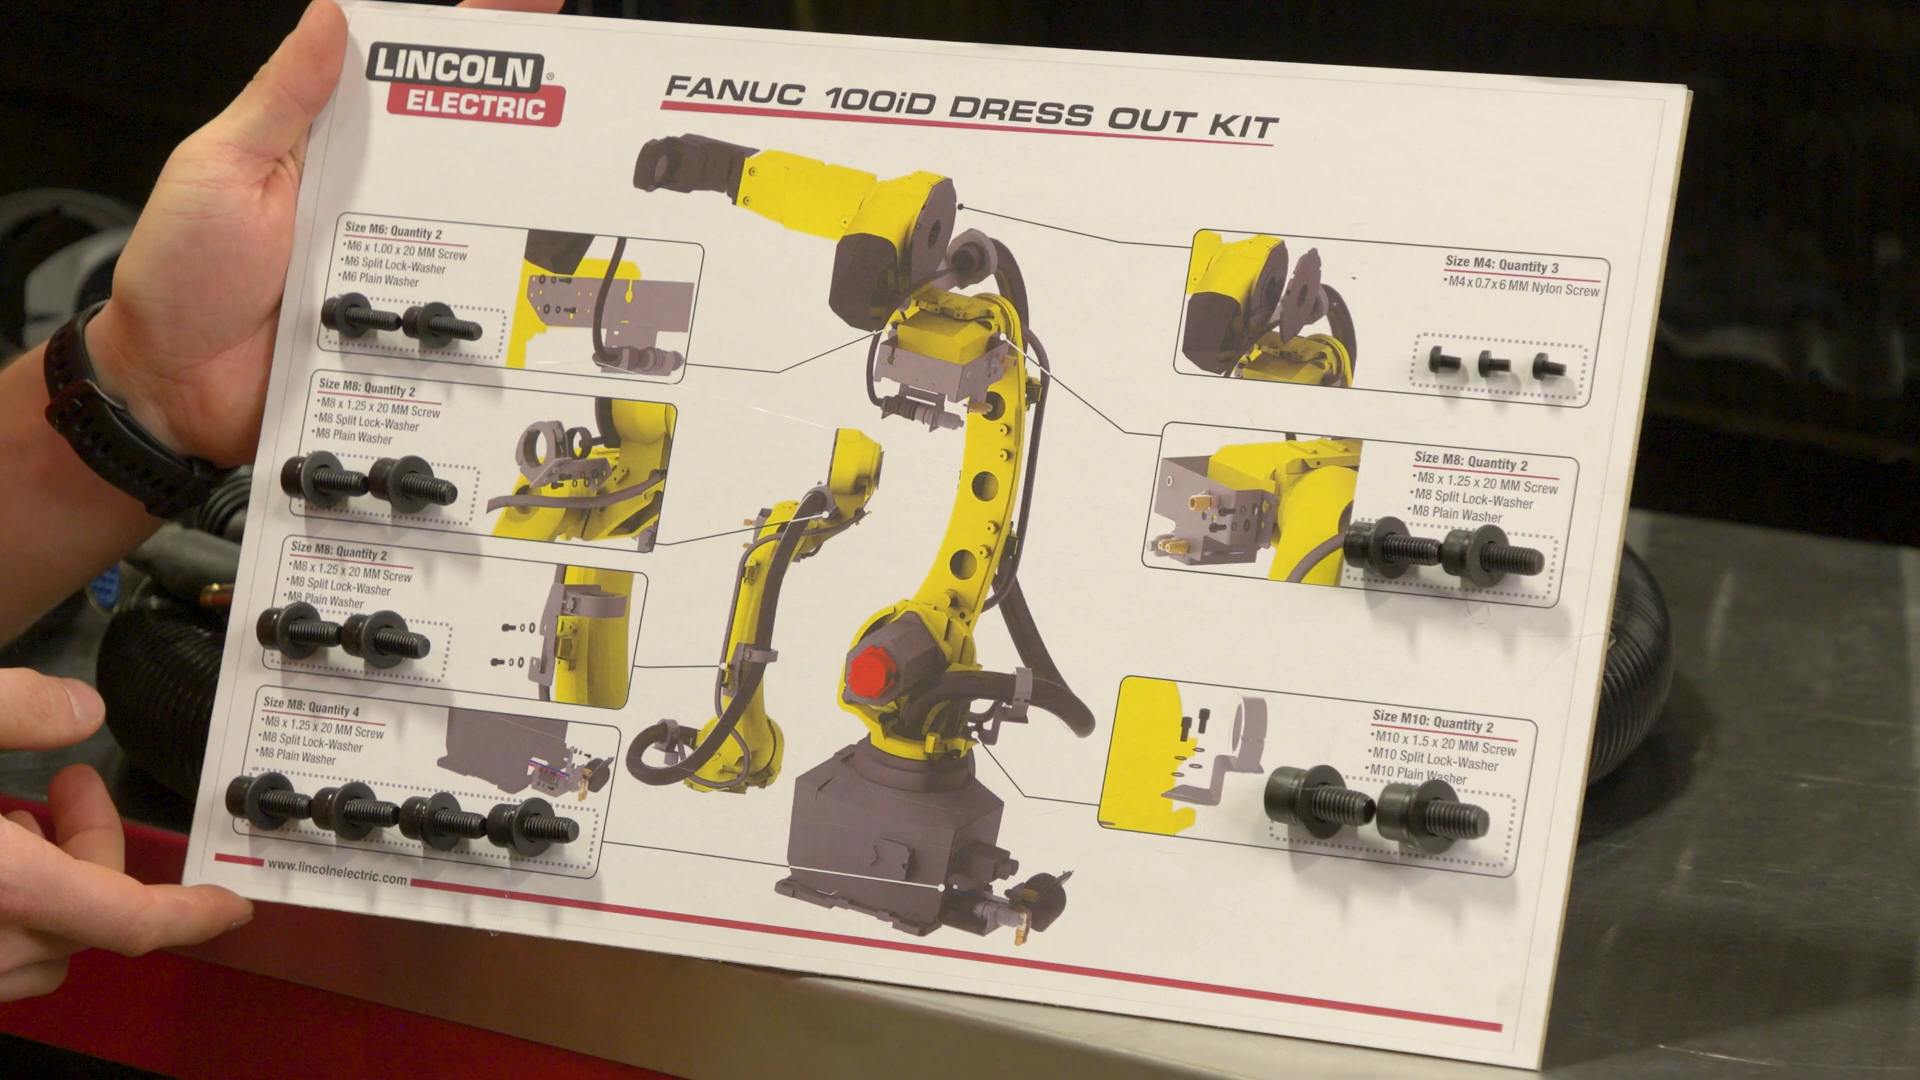 LINCOLN
ELECTRIC
®
FANUC 100iD DRESS OUT KIT
Size M6: Quantity 2
•M6 x 1.00 x 20 MM Screw
•M6 Split Lock-Washer
•M6 Plain Washer
Size M8: Quantity 2
•M8 x 1.25 x 20 MM Screw
•M8 Split Lock-Washer
•M8 Plain Washer
Size M8: Quantity 2
•M8 x 1.25 x 20 MM Screw
•M8 Split Lock-Washer
•M8 Plain Washer
Size M8: Quantity 4
•M8 x 1.25 x 20 MM Screw
•M8 Split Lock-Washer
•M8 Plain Washer
Size M4: Quantity 3
•M4 x 0.7 x 6 MM Nylon Screw
Size M8: Quantity 2
•M8 x 1.25 x 20 MM Screw
•M8 Split Lock-Washer
•M8 Plain Washer
Size M10: Quantity 2
•M10 x 1.5 x 20 MM Screw
•M10 Split Lock-Washer
•M10 Plain Washer
www.lincolnelectric.com